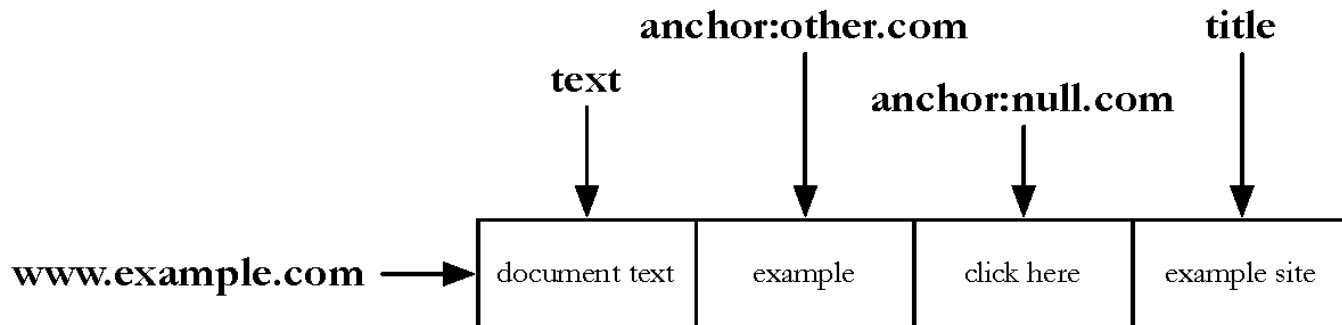 anchor:other.com
title
text
anchor:null.com
www.example.com
document text
example
click here
example site